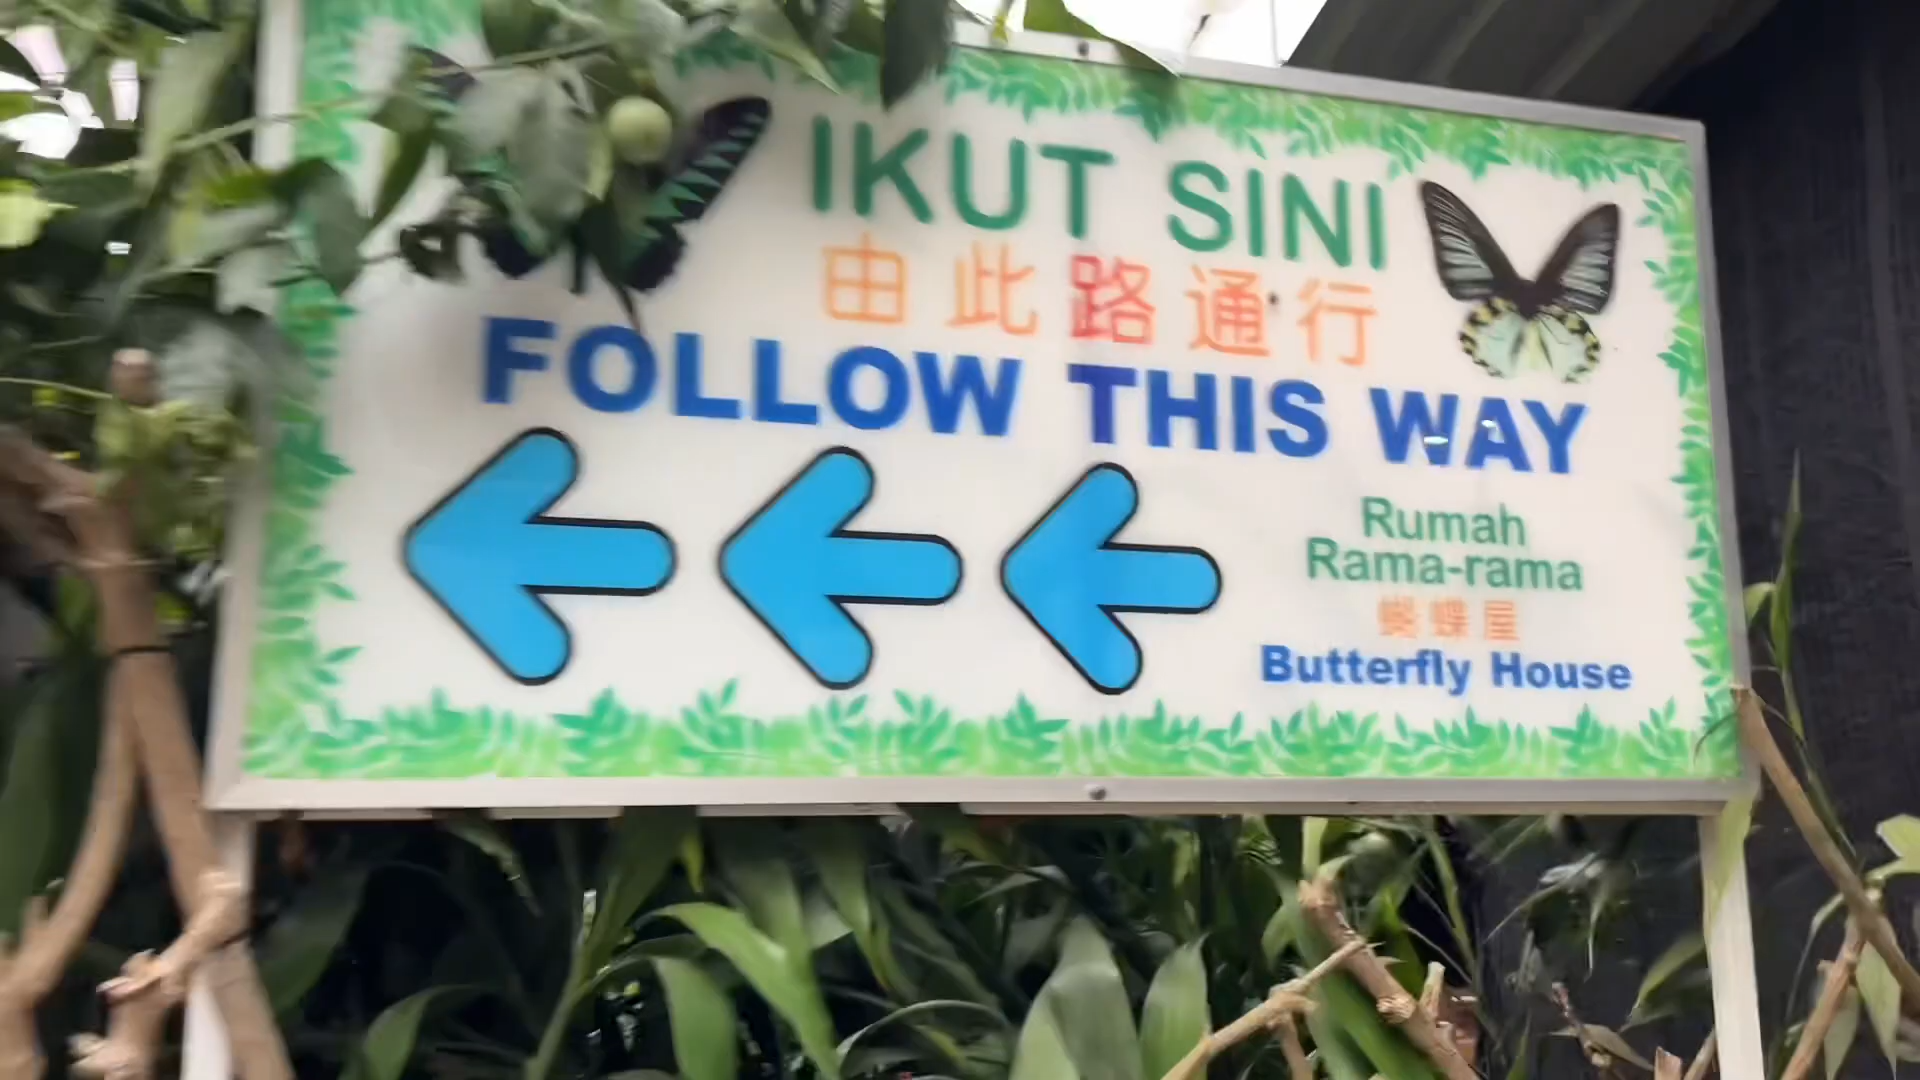 IKUT SINI
由此路通行
FOLLOW THIS WAY
Rumah
Rama-rama
蝴蝶屋
Butterfly House